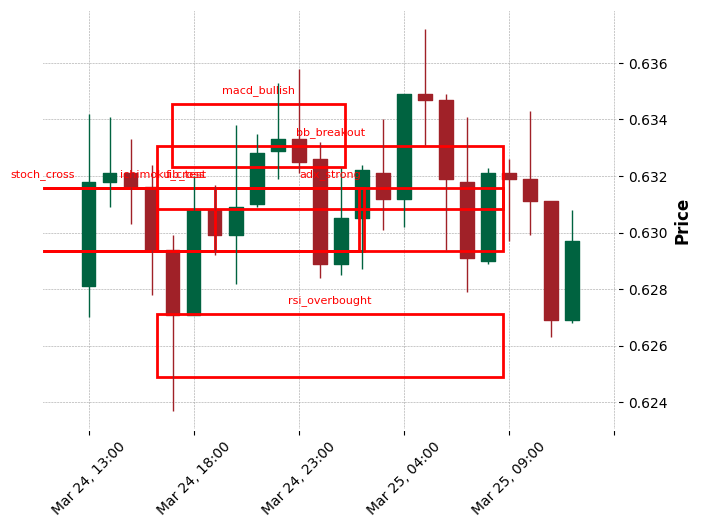 macd_bullish
bb_breakout
stoch_cross
rsi_overbought
0.636
0.634
0.632
0.630
0.628
0.626
0.624
Price
Mar 24, 13:00
Mar 24, 18:00
Mar 24, 23:00
Mar 25, 04:00
Mar 25, 09:00